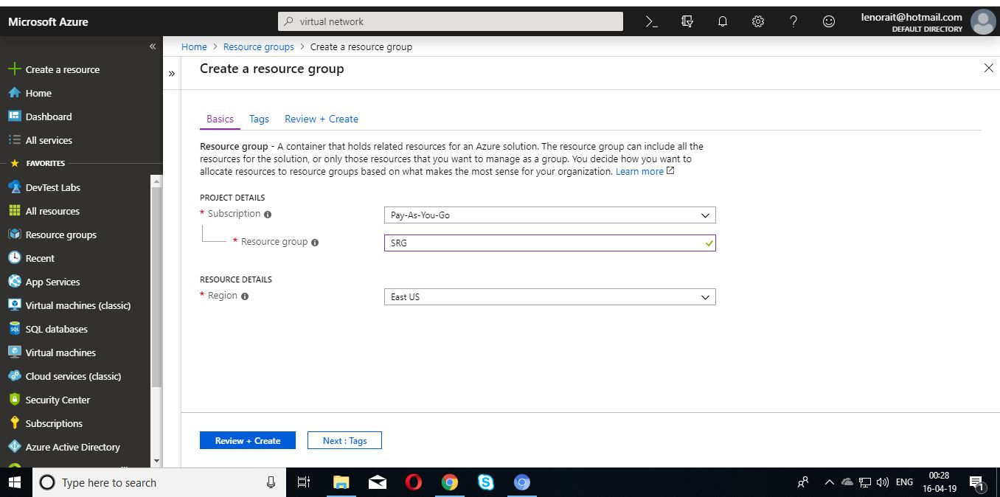 Microsoft Azure
virtual network
lenorait@hotmail.com
DEFAULT DIRECTORY
Create a resource
Home
Dashboard
All services
FAVORITES
DevTest Labs
All resources
Resource groups
Recent
App Services
Virtual machines (classic)
SQL databases
Virtual machines
Cloud services (classic)
Security Center
Subscriptions
Azure Active Directory
Home > Resource groups > Create a resource group
Create a resource group
Basics Tags Review + Create
Resource group - A container that holds related resources for an Azure solution. The resource group can include all the
resources for the solution, or only those resources that you want to manage as a group. You decide how you want to
allocate resources to resource groups based on what makes the most sense for your organization. Learn more
PROJECT DETAILS
* Subscription Pay-As-You-Go
* Resource group SRG
RESOURCE DETAILS
* Region East US
Review + Create Next : Tags
Type here to search
ENG
00:28
16-04-19
1